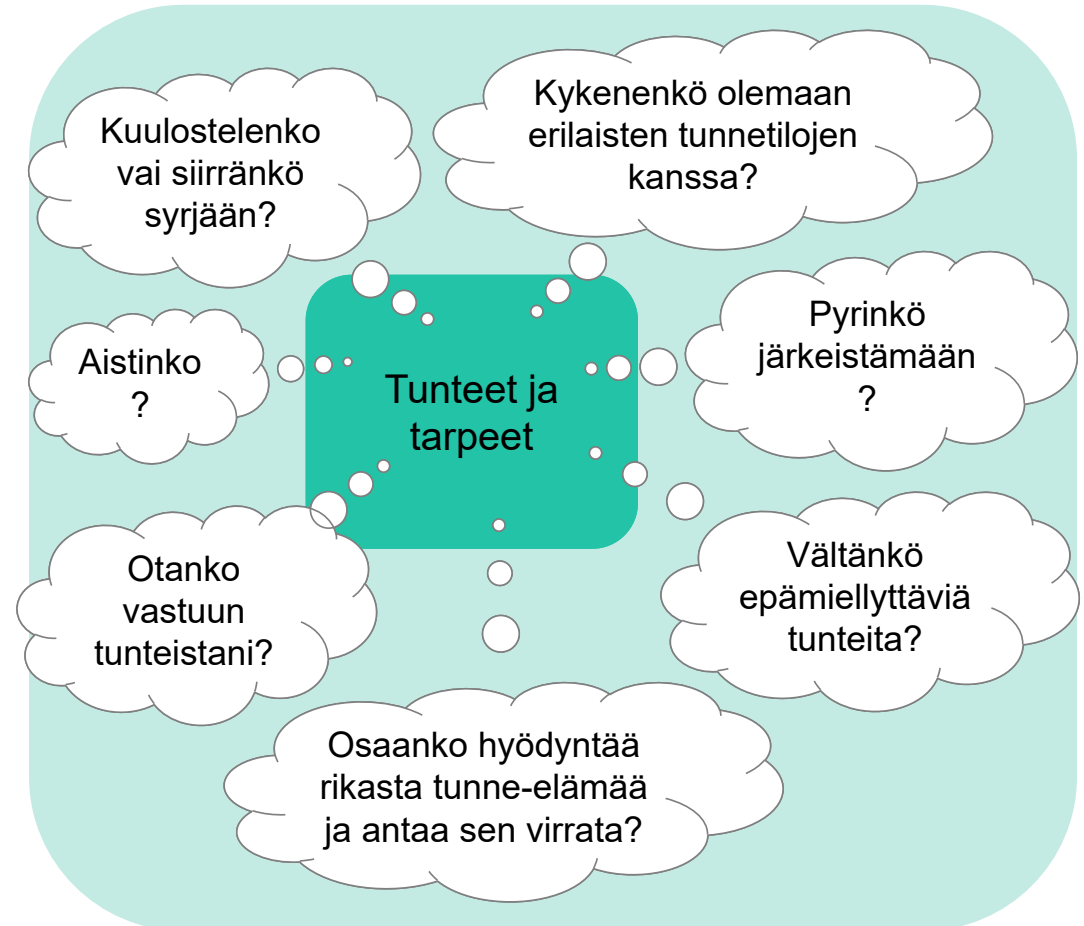 Kuulostelenko
vai siirränkö
syrjään?
Kykenenkö olemaan
erilaisten tunnetilojen
kanssa?
Aistinko
?
Tunteet ja
tarpeet
Pyrinkö
järkeistämään
?
Otanko
vastuun
tunteistani?
Vältänkö
epämiellyttäviä
tunteita?
Osaanko hyödyntää
rikasta tunne-elämää
ja antaa sen virrata?